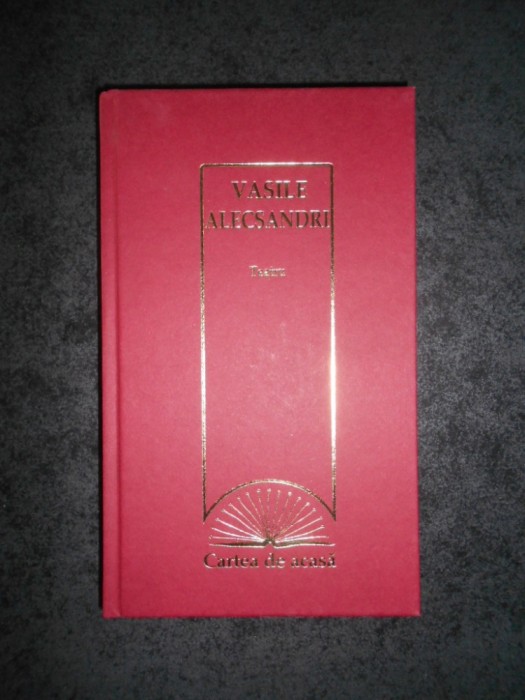 VASILE
ALECSANDRI
Teatru
Cartea de acasă